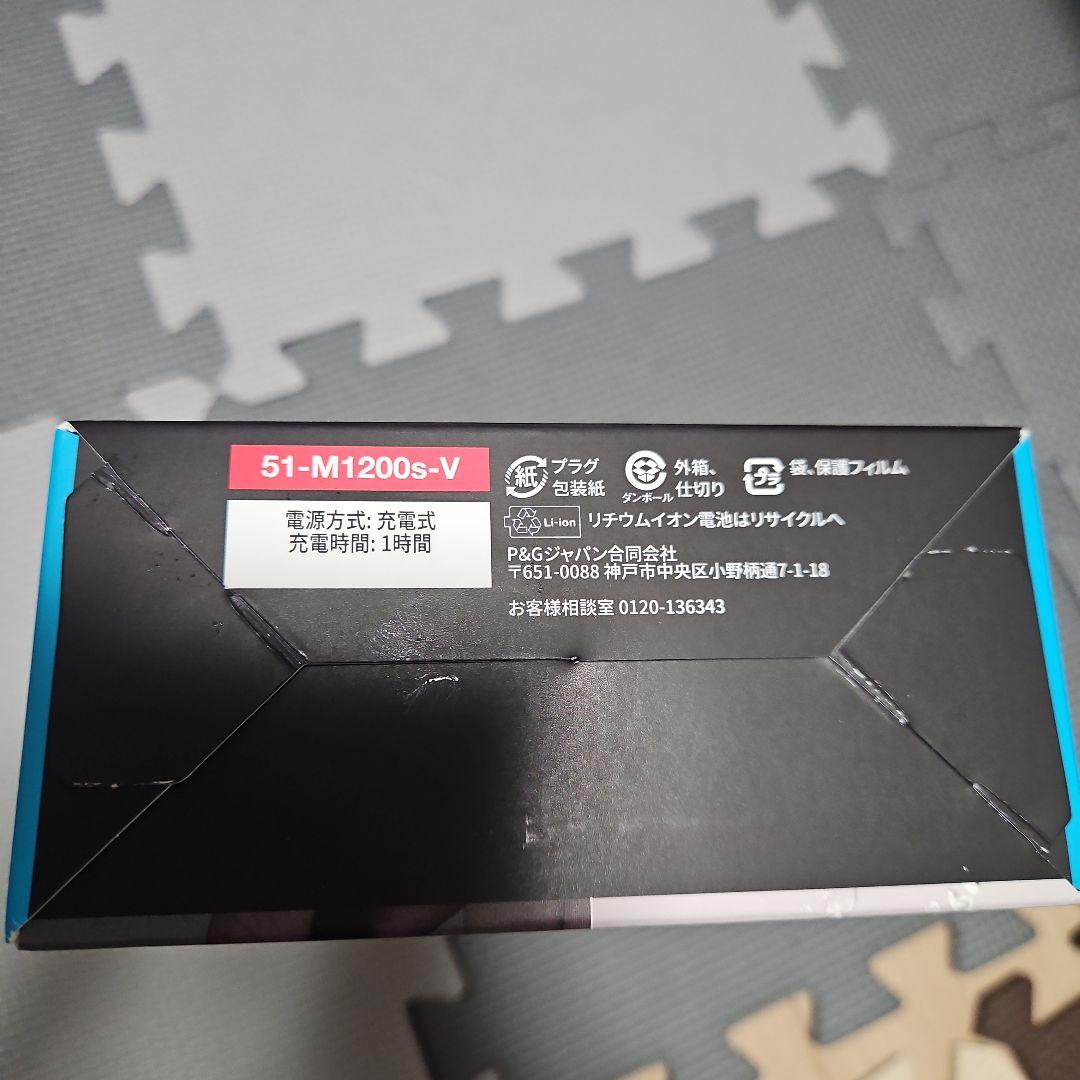 51-M1200s-V
電源方式: 充電式
充電時間: 1時間
紙 プラグ
包装紙
ダンボール 外箱、
仕切り
プラ 袋、保護フィルム
Li-ion リチウムイオン電池はリサイクルへ
P&Gジャパン合同会社
〒651-0088 神戸市中央区小野柄通7-1-18
お客様相談室 0120-136343